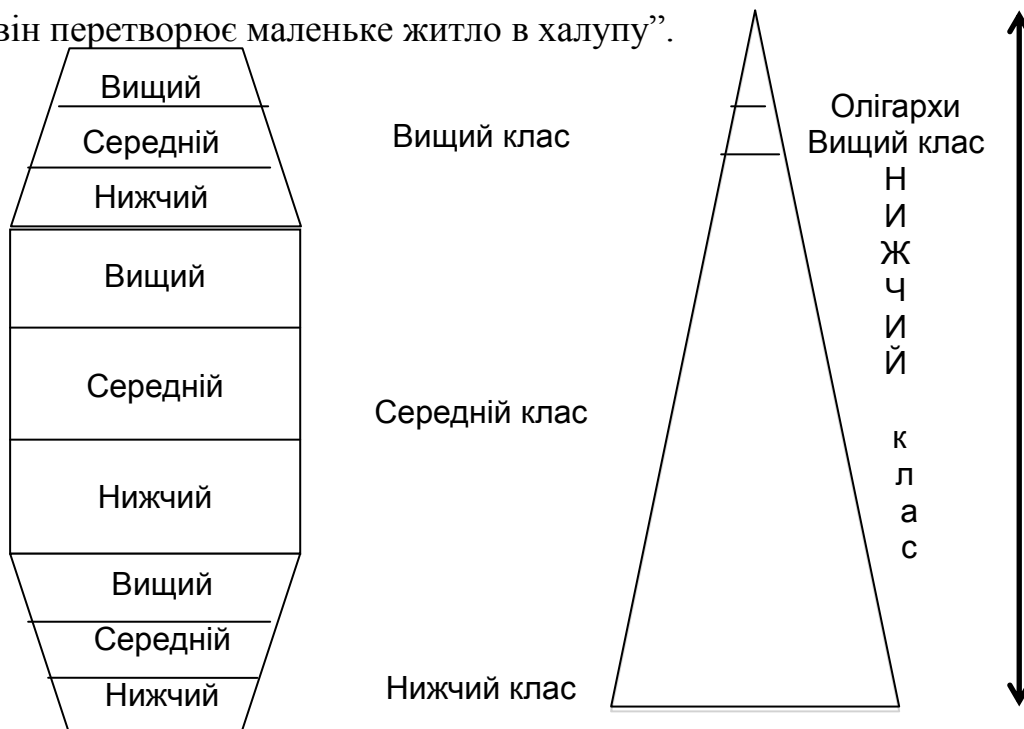 він перетворює маленьке житло в халупу”.
Вищий
Середній
Нижчий
Вищий
Середній
Нижчий
Вищий
Середній
Нижчий
Вищий клас
Середній клас
Нижчий клас
Олігархи
Вищий клас
Н
И
Ж
Ч
И
Й
к
л
а
с